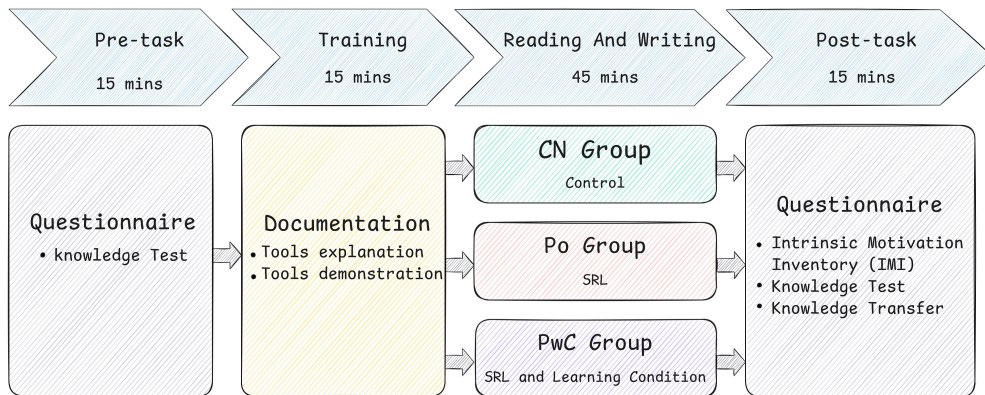 Pre-task
15 mins
Training
15 mins
Reading And Writing
45 mins
Post-task
15 mins
Questionnaire
• knowledge Test
Documentation
• Tools explanation
• Tools demonstration
CN Group
Control
Po Group
SRL
PwC Group
SRL and Learning Condition
Questionnaire
• Intrinsic Motivation
Inventory (IMI)
• Knowledge Test
• Knowledge Transfer